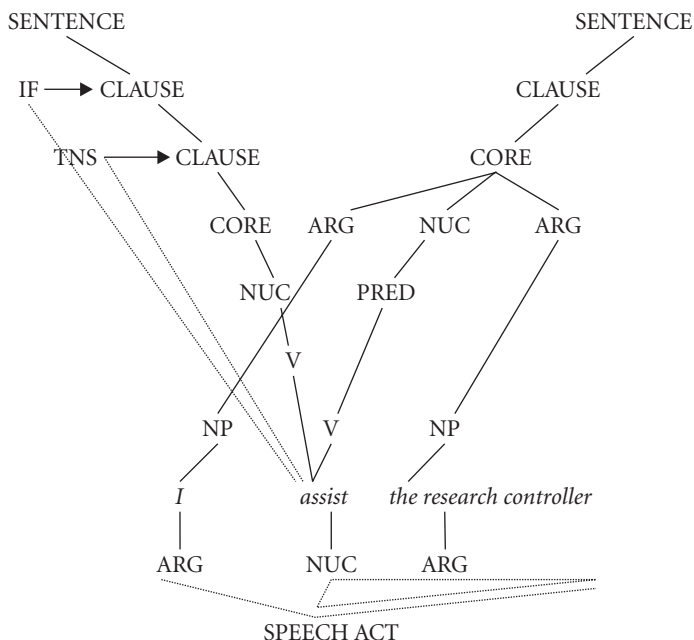 SENTENCE SENTENCE
IF CLAUSE CLAUSE
TNS CLAUSE CORE
CORE ARG NUC ARG
NUC PRED
V
NP V NP
I assist the research controller
ARG NUC ARG
SPEECH ACT